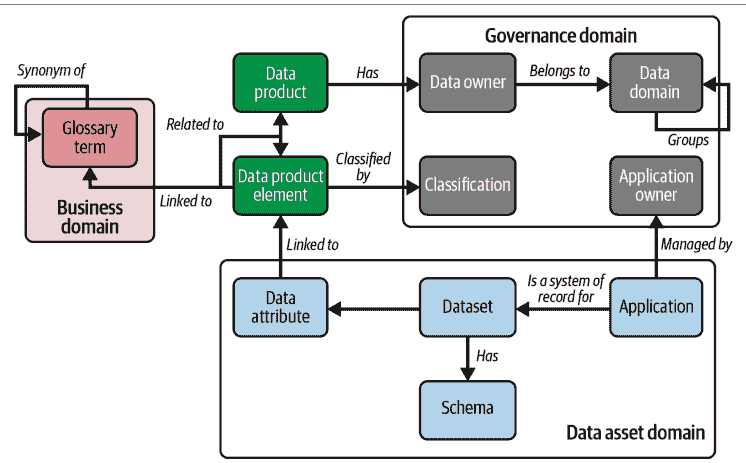 Governance domain
Synonym of
Data
product
Has
Data owner
Belongs to
Data
domain
Glossary
term
Related to
Groups
Classified
by
Data product
element
Classification
Application
owner
Business
domain
Linked to
Linked to
Managed by
Data
attribute
Dataset
Is a system of
record for
Application
Has
Schema
Data asset domain